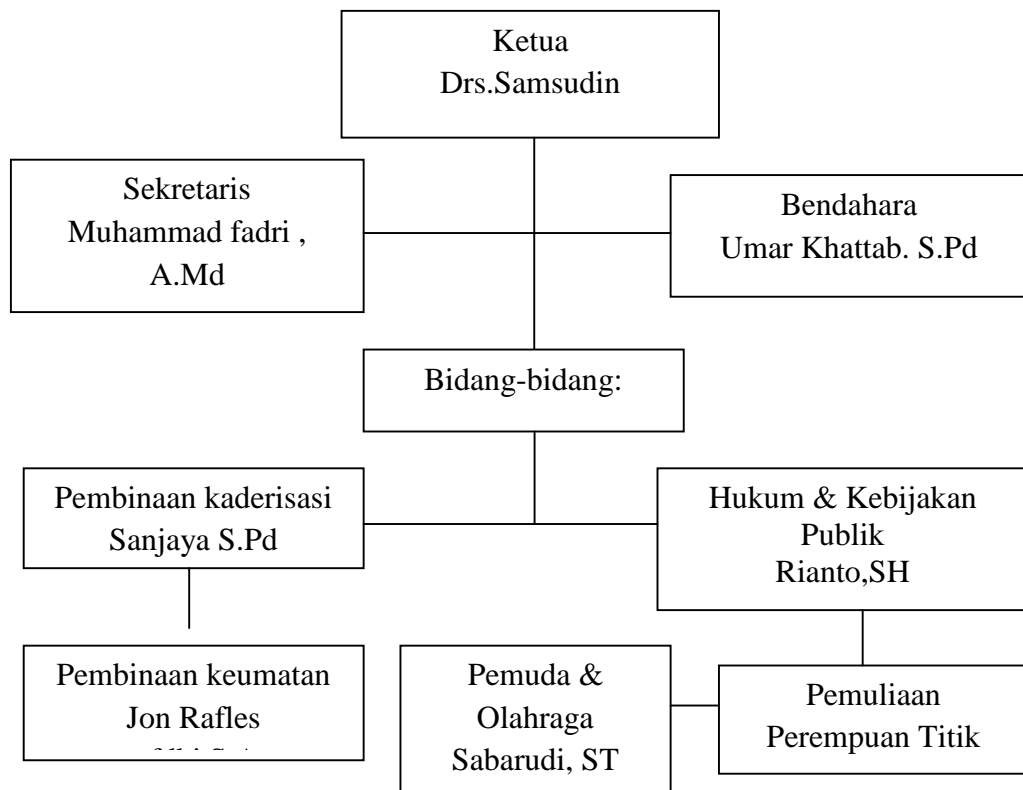 Ketua
Drs.Samsudin
Sekretaris
Muhammad fadri ,
A.Md
Bendahara
Umar Khattab. S.Pd
Bidang-bidang:
Pembinaan kaderisasi
Sanjaya S.Pd
Hukum & Kebijakan
Publik
Rianto,SH
Pembinaan keumatan
Jon Rafles
Pemuda &
Olahraga
Sabarudi, ST
Pemuliaan
Perempuan Titik